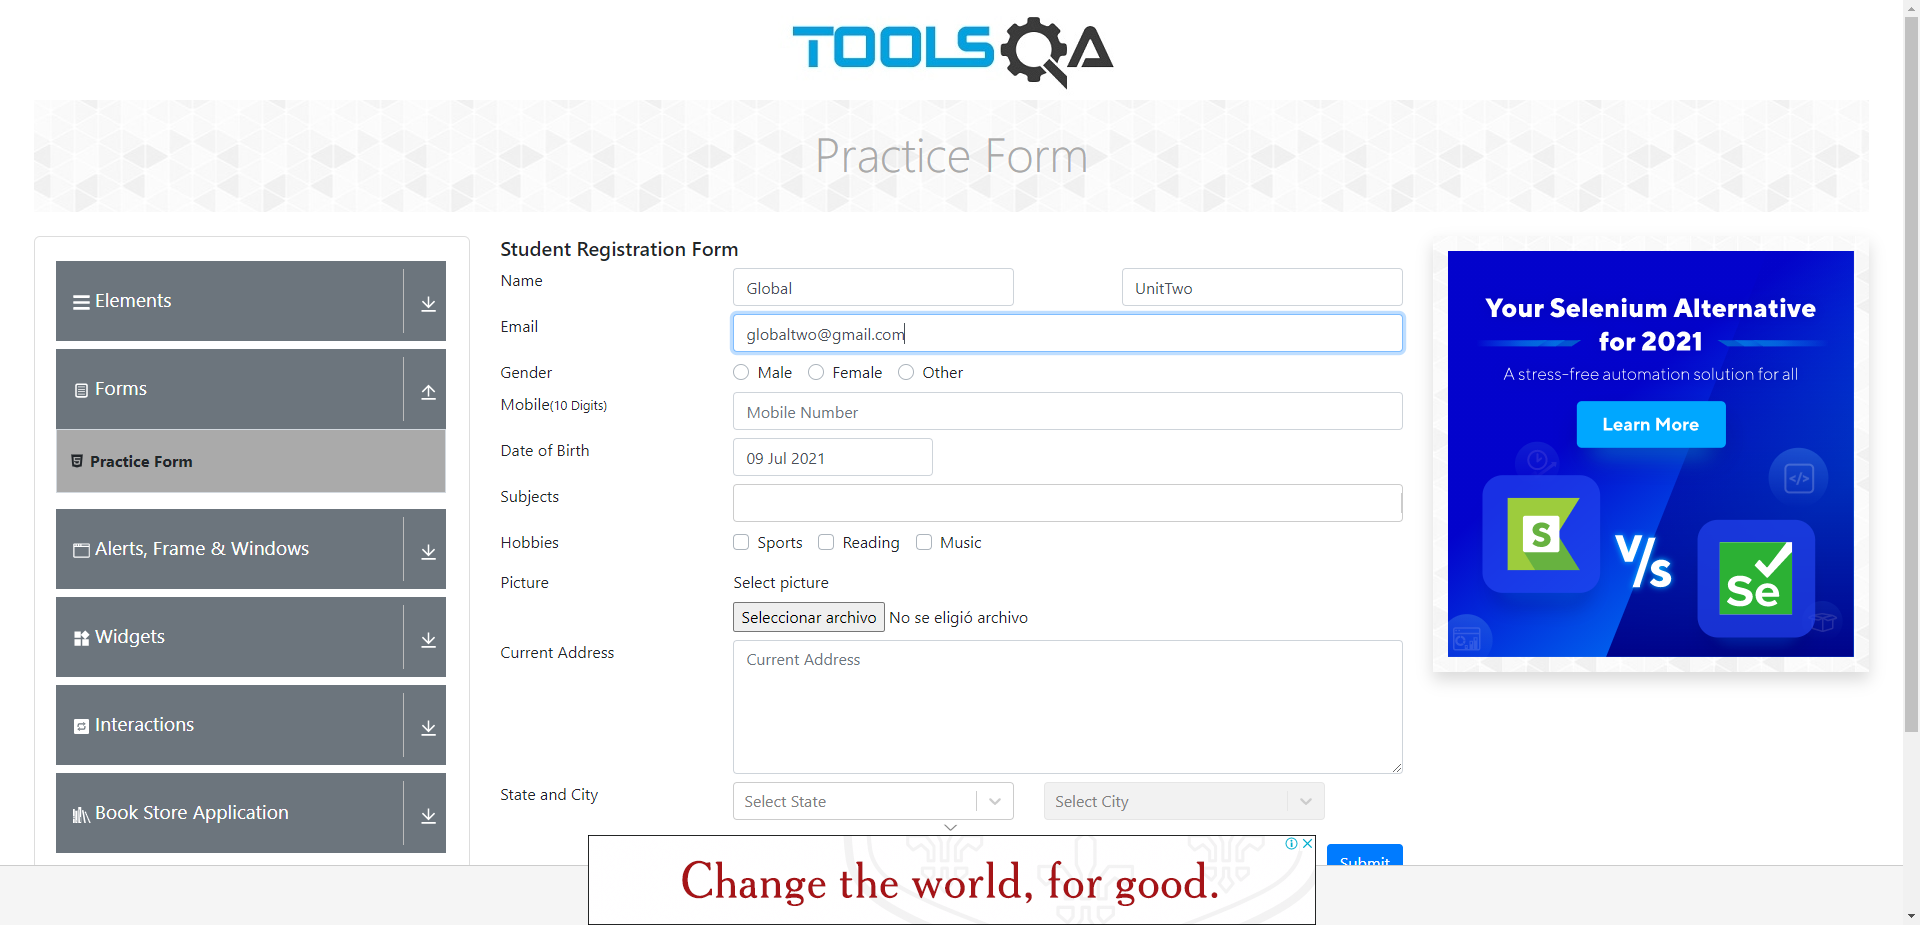 TOOLSQA
Practice Form
Elements
Forms
Practice Form
Alerts, Frame & Windows
Widgets
Interactions
Book Store Application
Student Registration Form
Name Global UnitTwo
Email globaltwo@gmail.com
Gender Male Female Other
Mobile(10 Digits) Mobile Number
Date of Birth 09 Jul 2021
Subjects
Hobbies Sports Reading Music
Picture Select picture
Seleccionar archivo No se eligió archivo
Current Address Current Address
State and City Select State Select City
Submit
Your Selenium Alternative
for 2021
A stress-free automation solution for all
Learn More
S
V/S
Se
Change the world, for good.